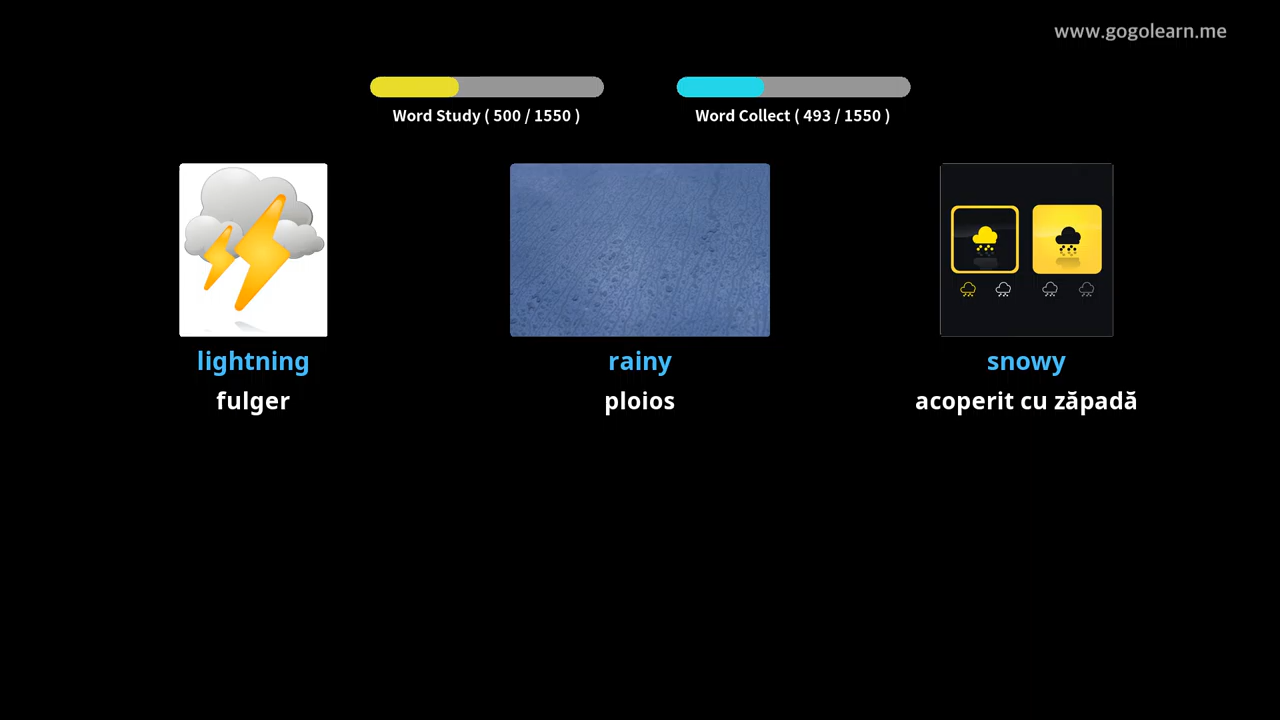 www.gogolearn.me
Word Study ( 500 / 1550 )
Word Collect ( 493 / 1550 )
lightning
rainy
snowy
fulger
ploios
acoperit cu zăpadă